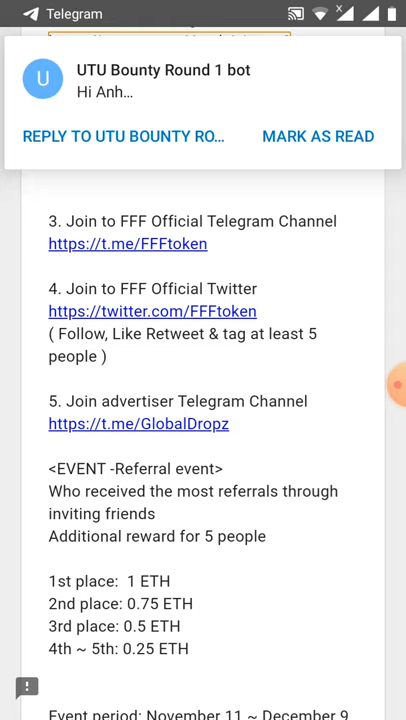 Telegram
UTU Bounty Round 1 bot
U
Hi Anh...
REPLY TO UTU BOUNTY RO...
MARK AS READ
3. Join to FFF Official Telegram Channel
https://t.me/FFFtoken
4. Join to FFF Official Twitter
https://twitter.com/FFFtoken
( Follow, Like Retweet & tag at least 5
people )
5. Join advertiser Telegram Channel
https://t.me/GlobalDropz
<EVENT -Referral event>
Who received the most referrals through
inviting friends
Additional reward for 5 people
1st place:  1 ETH
2nd place: 0.75 ETH
3rd place: 0.5 ETH
4th ~ 5th: 0.25 ETH
Event period: November 11 ~ December 9